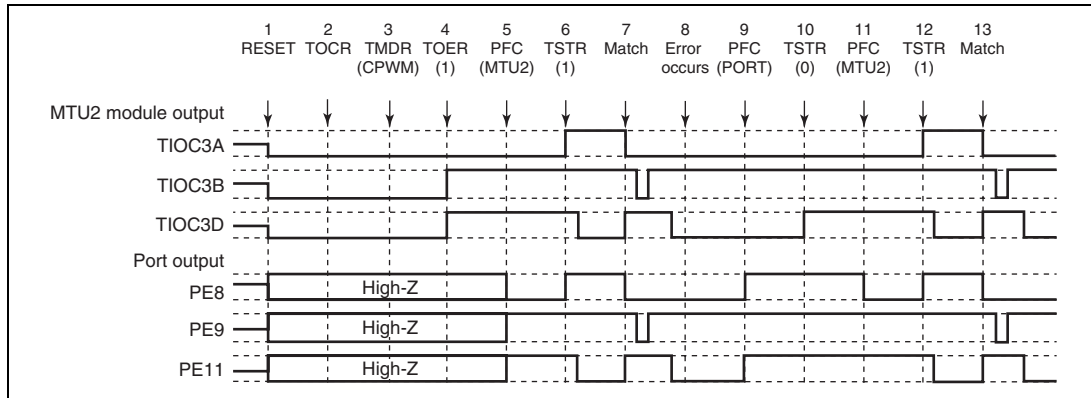 1 2 3 4 5 6 7 8 9 10 11 12 13
RESET TOCR TMDR TOER PFC TSTR Match Error PFC TSTR PFC TSTR Match
(CPWM) (1) (MTU2) (1) occurs (PORT) (0) (MTU2) (1)
MTU2 module output
TIOC3A
TIOC3B
TIOC3D
Port output
PE8 High-Z
PE9 High-Z
PE11 High-Z